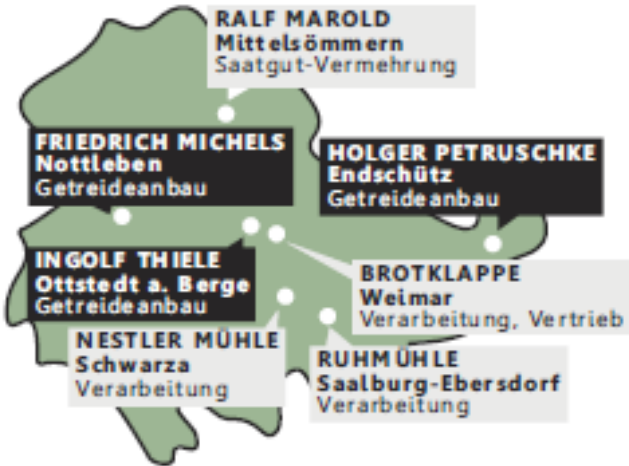 RALF MAROLD
Mittelsömmern
Saatgut-Vermehrung
FRIEDRICH MICHELS
Nottleben
Getreideanbau
HOLGER PETRUSCHKE
Endschütz
Getreideanbau
INGOLF THIELE
Ottstedt a. Berge
Getreideanbau
BROTKLAPPE
Weimar
Verarbeitung, Vertrieb
NESTLER MÜHLE
Schwarza
Verarbeitung
RUHMÜHLE
Saalburg-Ebersdorf
Verarbeitung